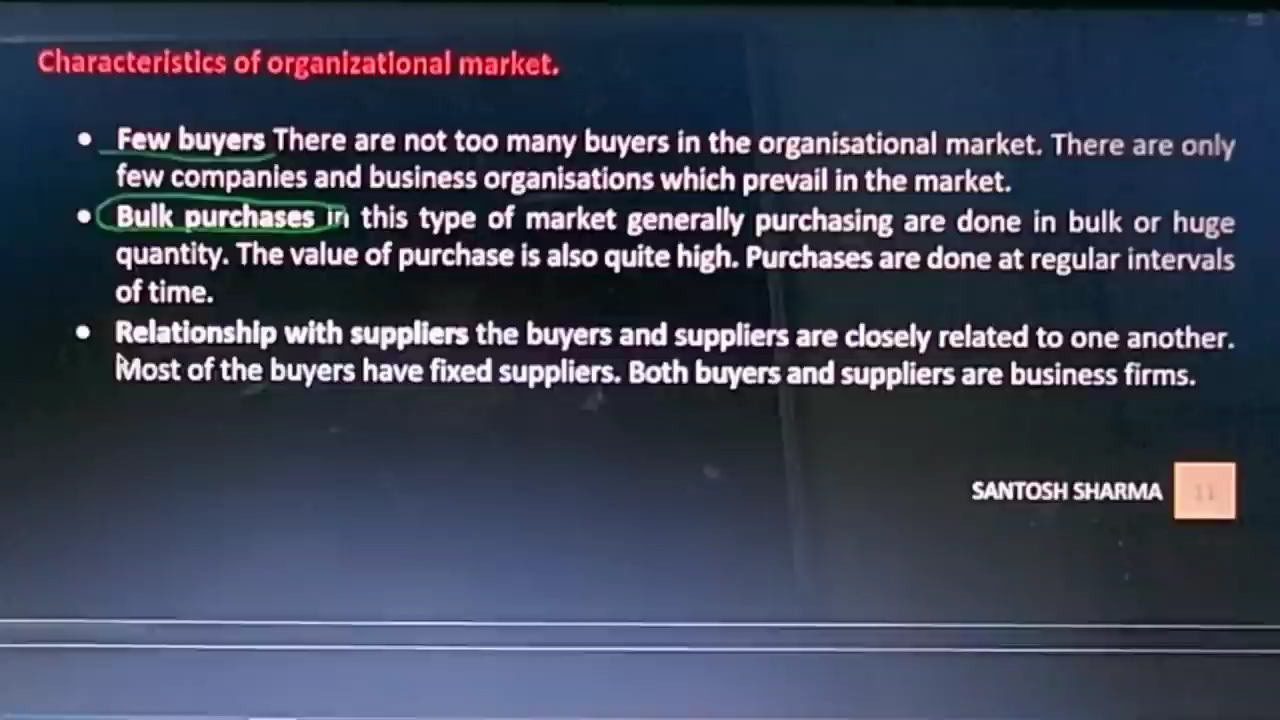 Characteristics of organizational market.
• Few buyers There are not too many buyers in the organisational market. There are only
few companies and business organisations which prevail in the market.
• Bulk purchases in this type of market generally purchasing are done in bulk or huge
quantity. The value of purchase is also quite high. Purchases are done at regular intervals
of time.
• Relationship with suppliers the buyers and suppliers are closely related to one another.
Most of the buyers have fixed suppliers. Both buyers and suppliers are business firms.
SANTOSH SHARMA 11